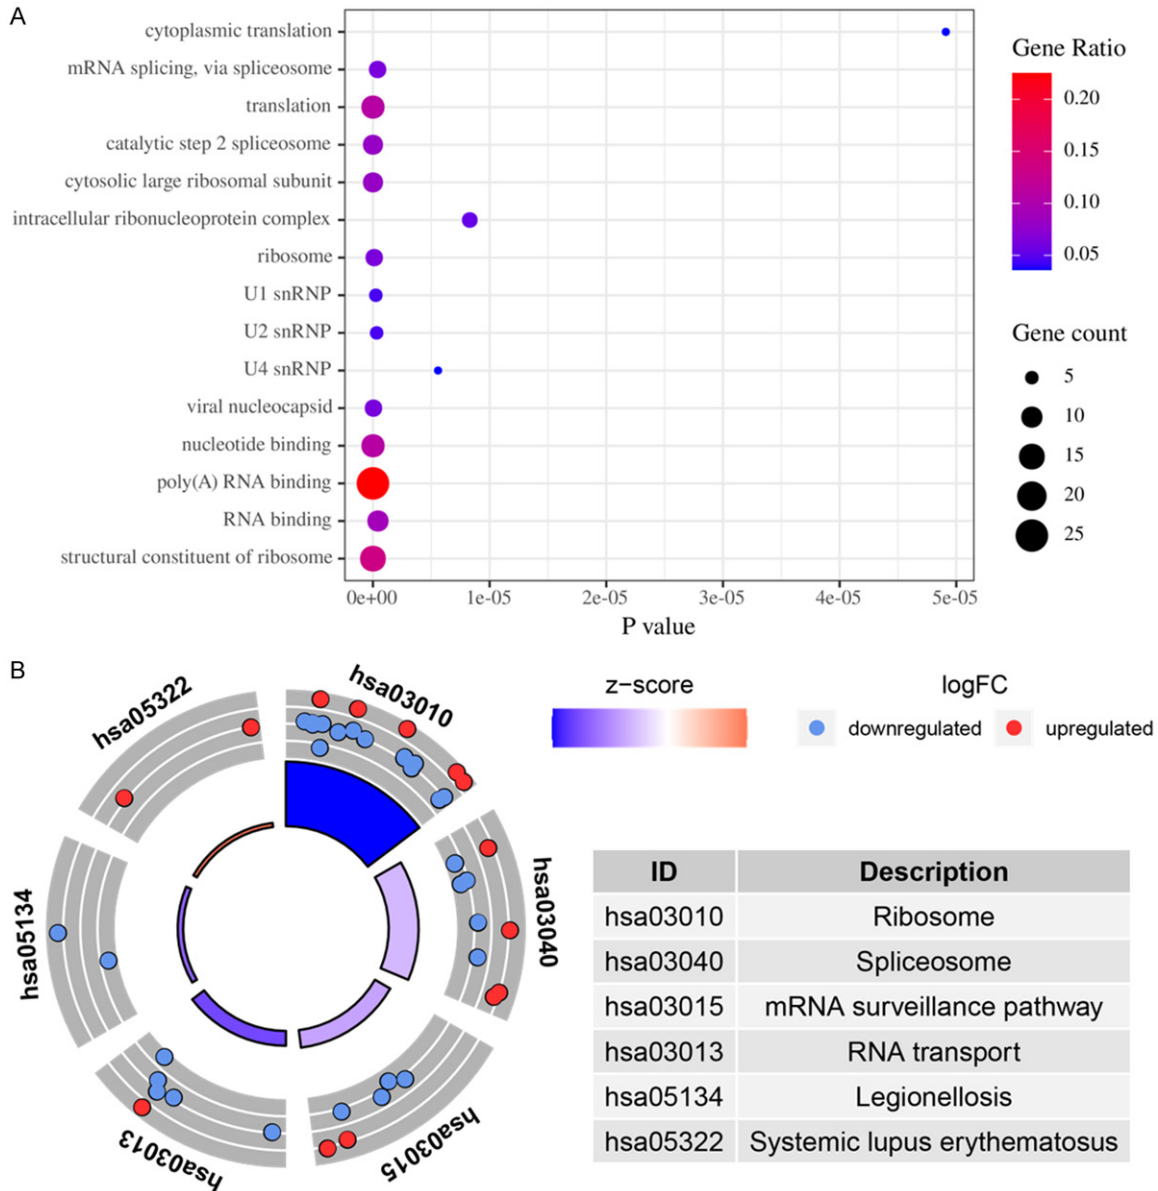 A
cytoplasmic translation
mRNA splicing, via spliceosome
translation
catalytic step 2 spliceosome
cytosolic large ribosomal subunit
intracellular ribonucleoprotein complex
ribosome
U1 snRNP
U2 snRNP
U4 snRNP
viral nucleocapsid
nucleotide binding
poly(A) RNA binding
RNA binding
structural constituent of ribosome
0e+00 1e-05 2e-05 3e-05 4e-05 5e-05
P value
Gene Ratio
0.20
0.15
0.10
0.05
Gene count
5
10
15
20
25
B
hsa05322
hsa03010
hsa03040
hsa03015
hsa03013
hsa05134
z-score
logFC
downregulated upregulated
ID Description
hsa03010 Ribosome
hsa03040 Spliceosome
hsa03015 mRNA surveillance pathway
hsa03013 RNA transport
hsa05134 Legionellosis
hsa05322 Systemic lupus erythematosus